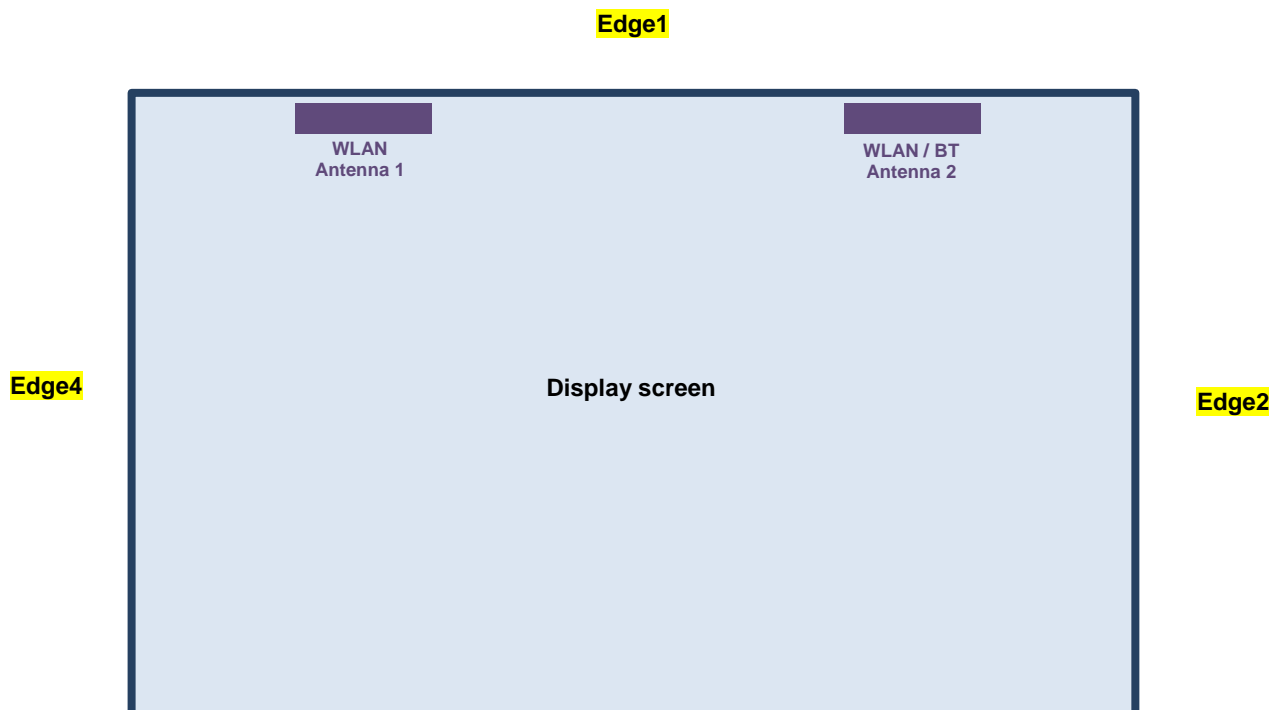 Edge1
WLAN
Antenna 1
WLAN / BT
Antenna 2
Edge4
Display screen
Edge2